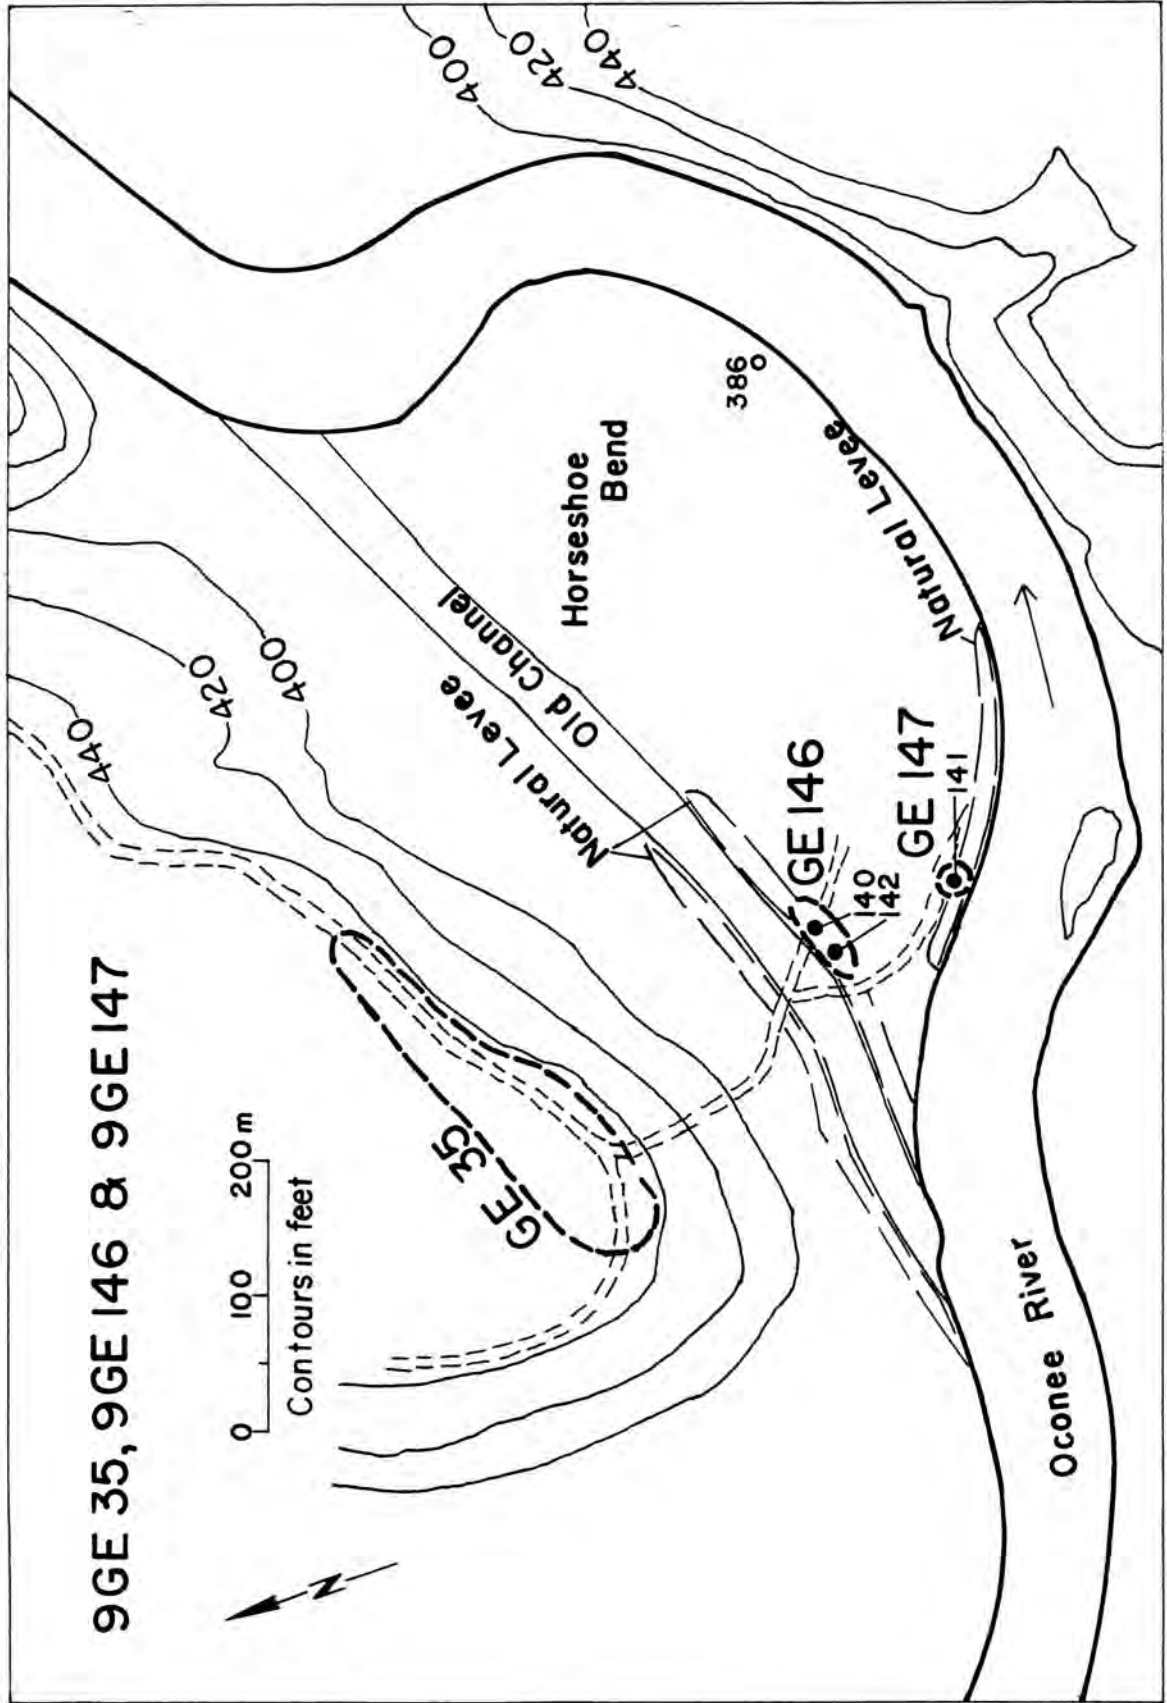 9GE 35, 9GE 146 & 9GE 147
0 100 200 m
Contours in feet
N
440
420
400
GE 35
Natural Levee
Old Channel
Horseshoe
Bend
386
Natural Levee
GE 146
140
142
GE 147
141
Oconee River
400
420
440